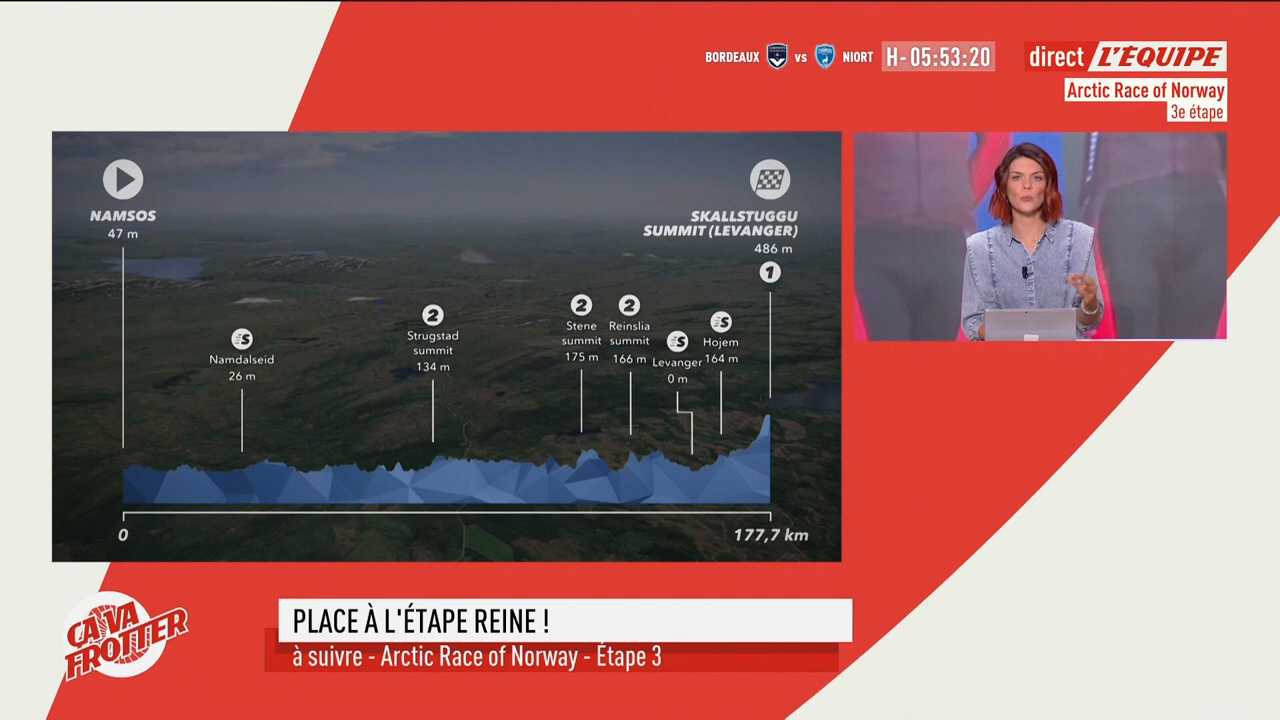 BORDEAUX vs NIORT H- 05:53:20
direct L'ÉQUIPE
Arctic Race of Norway
3e étape
NAMSOS
47 m
SKALLSTUGGU
SUMMIT (LEVANGER)
486 m
1
S
Namdalseid
26 m
2
Strugstad
summit
134 m
2
Stene
summit
175 m
2
Reinslia
summit
166 m
S
Levanger
0 m
S
Hojem
164 m
0
177,7 km
ÇA VA
FROTTER
PLACE À L'ÉTAPE REINE !
à suivre - Arctic Race of Norway - Étape 3